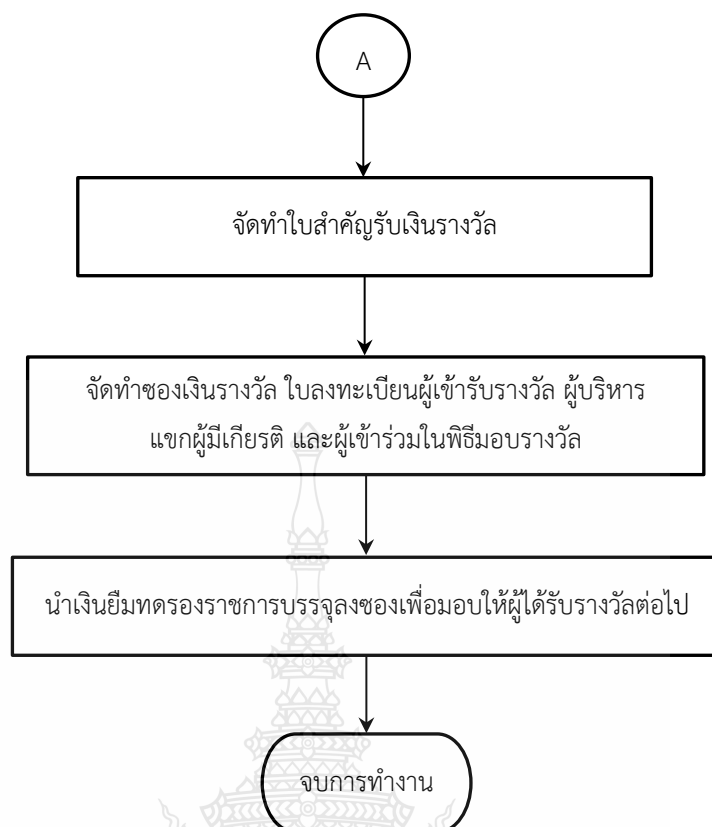 A
จัดทำใบสำคัญรับเงินรางวัล
จัดทำซองเงินรางวัล ใบลงทะเบียนผู้เข้ารับรางวัล ผู้บริหาร
แขกผู้มีเกียรติ และผู้เข้าร่วมในพิธีมอบรางวัล
นำเงินยืมทดรองราชการบรรจุลงซองเพื่อมอบให้ผู้ได้รับรางวัลต่อไป
จบการทำงาน